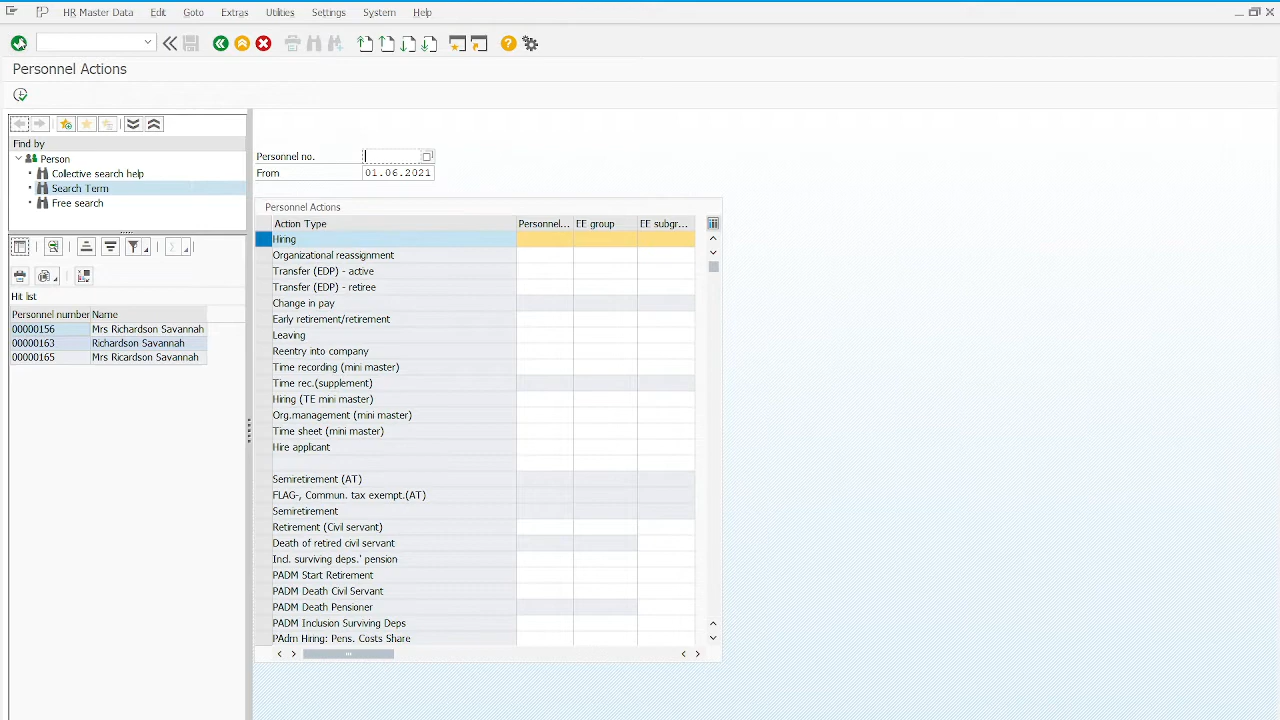 HR Master Data Edit Goto Extras Utilities Settings System Help
Personnel Actions
Find by
Person
Collective search help
Search Term
Free search
Hit list
Personnel number Name
00000156 Mrs Richardson Savannah
00000163 Richardson Savannah
00000165 Mrs Ricardson Savannah
Personnel no.
From 01.06.2021
Personnel Actions
Action Type Personnel... EE group EE subgr...
Hiring
Organizational reassignment
Transfer (EDP) - active
Transfer (EDP) - retiree
Change in pay
Early retirement/retirement
Leaving
Reentry into company
Time recording (mini master)
Time rec.(supplement)
Hiring (TE mini master)
Org.management (mini master)
Time sheet (mini master)
Hire applicant
Semiretirement (AT)
FLAG-, Commun. tax exempt.(AT)
Semiretirement
Retirement (Civil servant)
Death of retired civil servant
Incl. surviving deps.' pension
PADM Start Retirement
PADM Death Civil Servant
PADM Death Pensioner
PADM Inclusion Surviving Deps
PAdm Hiring: Pens. Costs Share